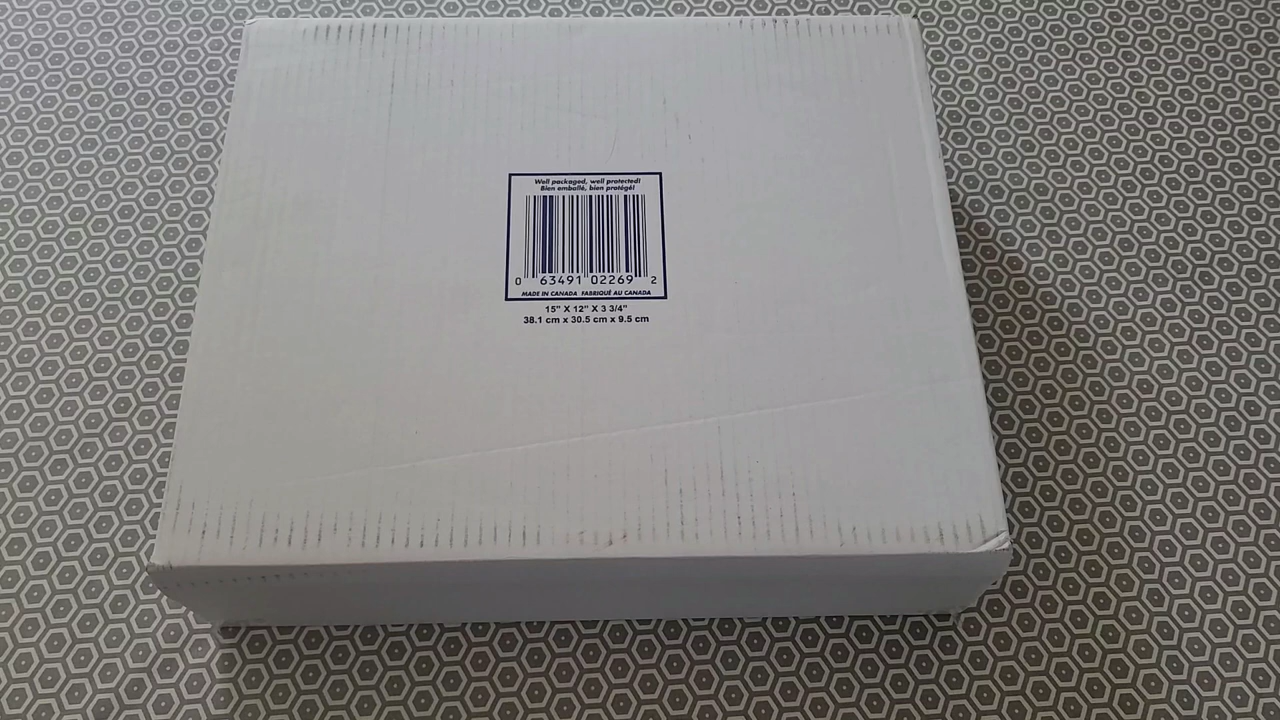 Well packaged, well protected!
Bien emballé, bien protégé!
0 63491 02269 2
MADE IN CANADA FABRIQUÉ AU CANADA
15" X 12" X 3 3/4"
38.1 cm x 30.5 cm x 9.5 cm